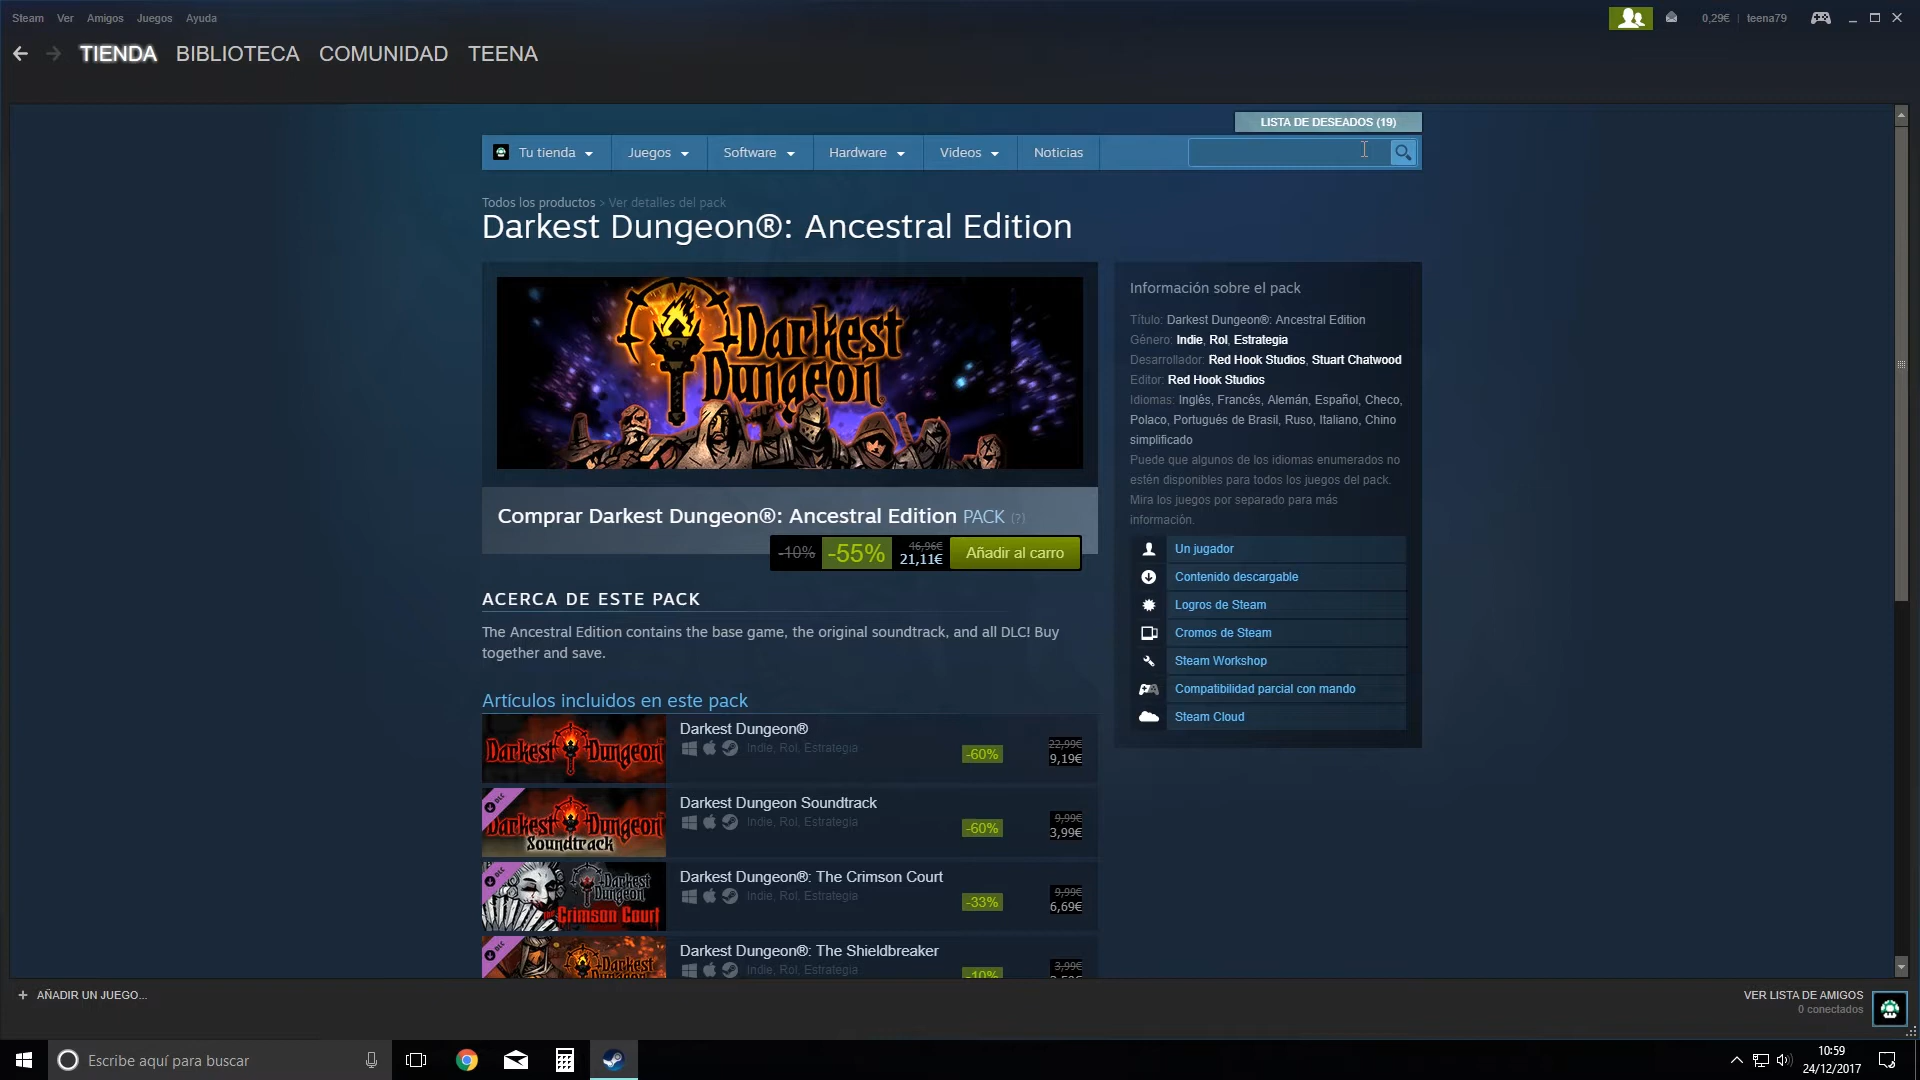 Steam Ver Amigos Juegos Ayuda
0,29€ | teena79
TIENDA BIBLIOTECA COMUNIDAD TEENA
LISTA DE DESEADOS (19)
Tu tienda Juegos Software Hardware Videos Noticias
Todos los productos > Ver detalles del pack
Darkest Dungeon®: Ancestral Edition
Darkest
Dungeon
Comprar Darkest Dungeon®: Ancestral Edition PACK (?)
-10% -55% 46,96€ 21,11€ Añadir al carro
ACERCA DE ESTE PACK
The Ancestral Edition contains the base game, the original soundtrack, and all DLC! Buy
together and save.
Artículos incluidos en este pack
Darkest Dungeon
Darkest Dungeon®
Indie, Rol, Estrategia
-60%
22,99€
9,19€
DLC
Darkest Dungeon
Soundtrack
Darkest Dungeon Soundtrack
Indie, Rol, Estrategia
-60%
9,99€
3,99€
DLC
Darkest
Dungeon
The
Crimson Court
Darkest Dungeon®: The Crimson Court
Indie, Rol, Estrategia
-33%
9,99€
6,69€
DLC
Darkest
Dungeon
Darkest Dungeon®: The Shieldbreaker
Indie, Rol, Estrategia
-10%
3,99€
Información sobre el pack
Título: Darkest Dungeon®: Ancestral Edition
Género: Indie, Rol, Estrategia
Desarrollador: Red Hook Studios, Stuart Chatwood
Editor: Red Hook Studios
Idiomas: Inglés, Francés, Alemán, Español, Checo,
Polaco, Portugués de Brasil, Ruso, Italiano, Chino
simplificado
Puede que algunos de los idiomas enumerados no
estén disponibles para todos los juegos del pack.
Mira los juegos por separado para más
información.
Un jugador
Contenido descargable
Logros de Steam
Cromos de Steam
Steam Workshop
Compatibilidad parcial con mando
Steam Cloud
+ AÑADIR UN JUEGO...
VER LISTA DE AMIGOS
0 conectados
Escribe aquí para buscar
10:59
24/12/2017